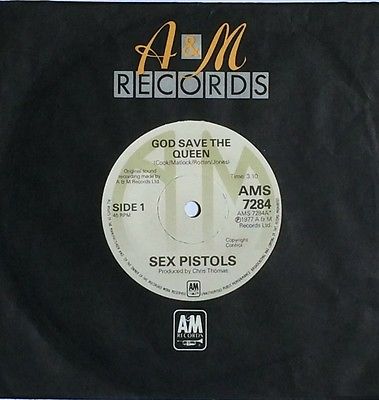 A&M
RECORDS
GOD SAVE THE
QUEEN
(Cook/Matlock/Rotten/Jones)
Original sound
recording made by
A & M Records Ltd.
Time: 3.10
AMS
7284
AMS 7284A*
℗1977 A & M
Records Ltd.
SIDE 1
45 RPM
Copyright
Control
SEX PISTOLS
Produced by Chris Thomas
A&M
RECORDS